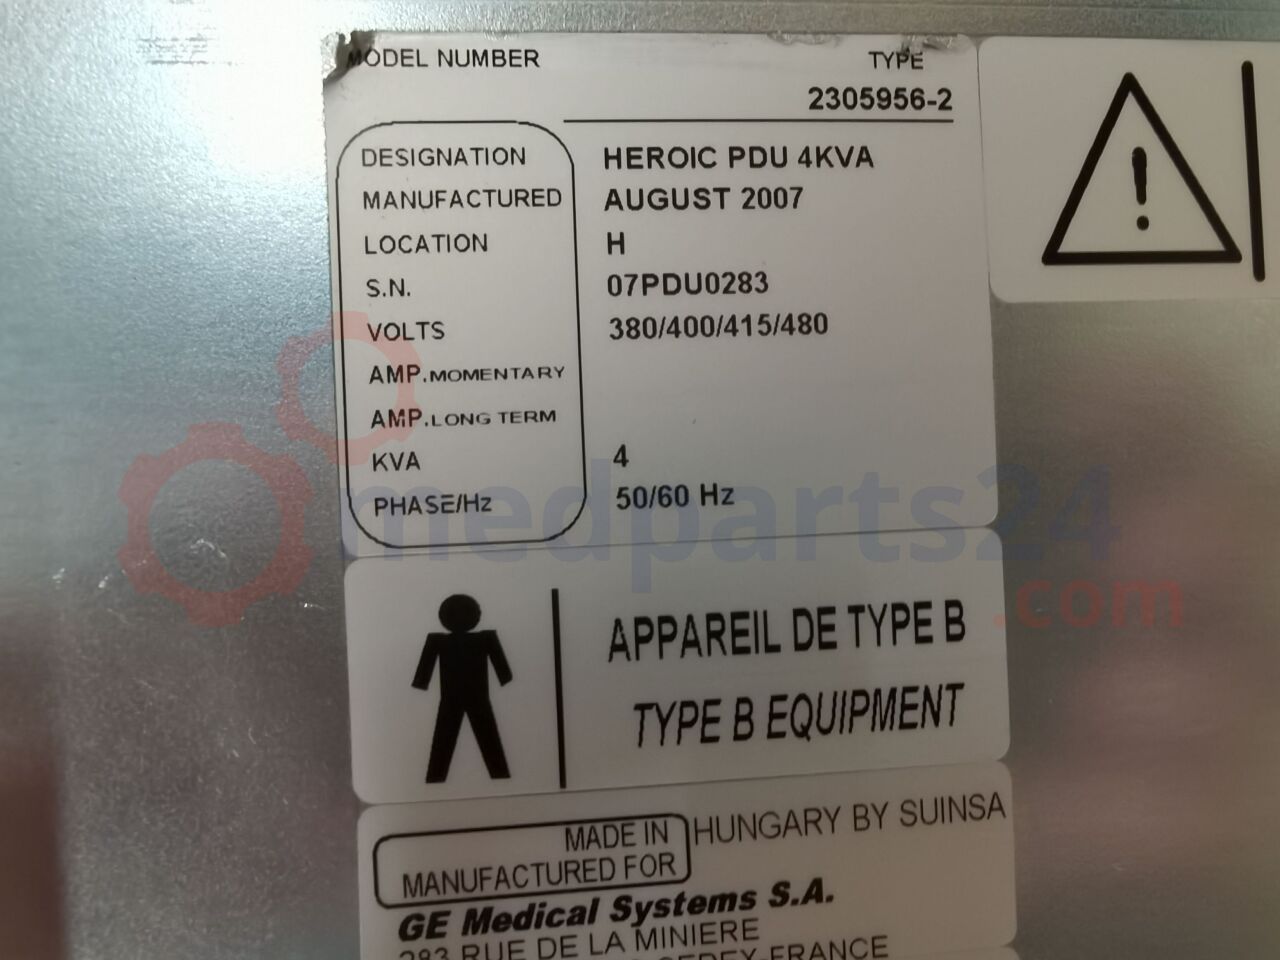 MODEL NUMBER TYPE
2305956-2
DESIGNATION HEROIC PDU 4KVA
MANUFACTURED AUGUST 2007
LOCATION H
S.N. 07PDU0283
VOLTS 380/400/415/480
AMP.MOMENTARY
AMP.LONG TERM
KVA 4
PHASE/Hz 50/60 Hz
medparts24
.com
APPAREIL DE TYPE B
TYPE B EQUIPMENT
MADE IN HUNGARY BY SUINSA
MANUFACTURED FOR
GE Medical Systems S.A.
283 RUE DE LA MINIERE
CEDEX-FRANCE